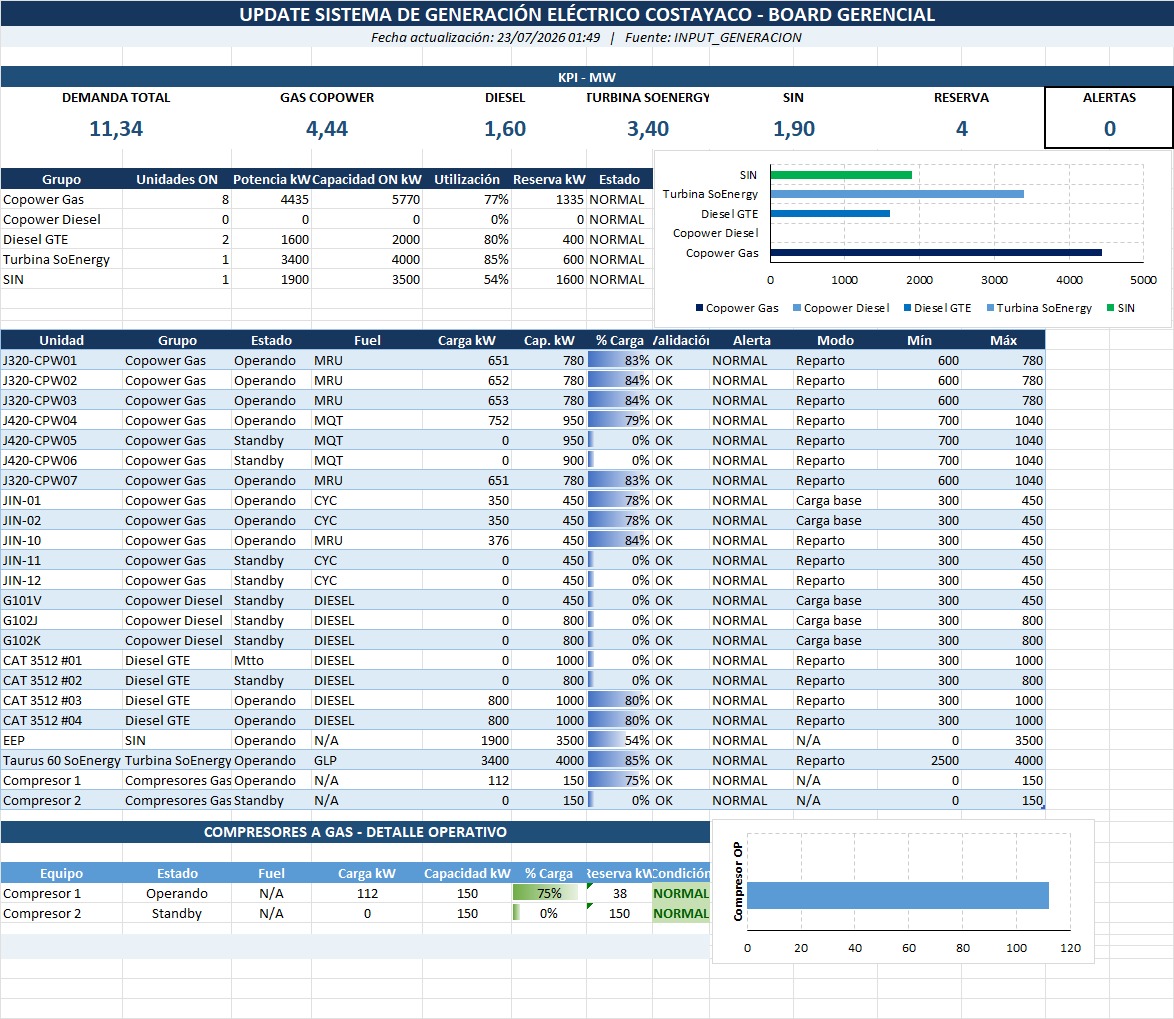 UPDATE SISTEMA DE GENERACIÓN ELÉCTRICO COSTAYACO - BOARD GERENCIAL
Fecha actualización: 23/07/2026 01:49 | Fuente: INPUT_GENERACION
KPI - MW
DEMANDA TOTAL GAS COPOWER DIESEL TURBINA SOENERGY SIN RESERVA ALERTAS
11,34 4,44 1,60 3,40 1,90 4 0
Grupo Unidades ON Potencia kW Capacidad ON kW Utilización Reserva kW Estado
Copower Gas 8 4435 5770 77% 1335 NORMAL
Copower Diesel 0 0 0 0% 0 NORMAL
Diesel GTE 2 1600 2000 80% 400 NORMAL
Turbina SoEnergy 1 3400 4000 85% 600 NORMAL
SIN 1 1900 3500 54% 1600 NORMAL
SIN
Turbina SoEnergy
Diesel GTE
Copower Diesel
Copower Gas
0 1000 2000 3000 4000 5000
Copower Gas Copower Diesel Diesel GTE Turbina SoEnergy SIN
Unidad Grupo Estado Fuel Carga kW Cap. kW % Carga Validación Alerta Modo Mín Máx
J320-CPW01 Copower Gas Operando MRU 651 780 83% OK NORMAL Reparto 600 780
J320-CPW02 Copower Gas Operando MRU 652 780 84% OK NORMAL Reparto 600 780
J320-CPW03 Copower Gas Operando MRU 653 780 84% OK NORMAL Reparto 600 780
J420-CPW04 Copower Gas Operando MQT 752 950 79% OK NORMAL Reparto 700 1040
J420-CPW05 Copower Gas Standby MQT 0 950 0% OK NORMAL Reparto 700 1040
J420-CPW06 Copower Gas Standby MQT 0 900 0% OK NORMAL Reparto 700 1040
J320-CPW07 Copower Gas Operando MRU 651 780 83% OK NORMAL Reparto 600 1040
JIN-01 Copower Gas Operando CYC 350 450 78% OK NORMAL Carga base 300 450
JIN-02 Copower Gas Operando CYC 350 450 78% OK NORMAL Carga base 300 450
JIN-10 Copower Gas Operando MRU 376 450 84% OK NORMAL Reparto 300 450
JIN-11 Copower Gas Standby CYC 0 450 0% OK NORMAL Reparto 300 450
JIN-12 Copower Gas Standby CYC 0 450 0% OK NORMAL Reparto 300 450
G101V Copower Diesel Standby DIESEL 0 450 0% OK NORMAL Carga base 300 450
G102J Copower Diesel Standby DIESEL 0 800 0% OK NORMAL Carga base 300 800
G102K Copower Diesel Standby DIESEL 0 800 0% OK NORMAL Carga base 300 800
CAT 3512 #01 Diesel GTE Mtto DIESEL 0 1000 0% OK NORMAL Reparto 300 1000
CAT 3512 #02 Diesel GTE Standby DIESEL 0 800 0% OK NORMAL Reparto 300 800
CAT 3512 #03 Diesel GTE Operando DIESEL 800 1000 80% OK NORMAL Reparto 300 1000
CAT 3512 #04 Diesel GTE Operando DIESEL 800 1000 80% OK NORMAL Reparto 300 1000
EEP SIN Operando N/A 1900 3500 54% OK NORMAL N/A 0 3500
Taurus 60 SoEnergy Turbina SoEnergy Operando GLP 3400 4000 85% OK NORMAL Reparto 2500 4000
Compresor 1 Compresores Gas Operando N/A 112 150 75% OK NORMAL N/A 0 150
Compresor 2 Compresores Gas Standby N/A 0 150 0% OK NORMAL N/A 0 150
COMPRESORES A GAS - DETALLE OPERATIVO
Equipo Estado Fuel Carga kW Capacidad kW % Carga Reserva kW Condición
Compresor 1 Operando N/A 112 150 75% 38 NORMAL
Compresor 2 Standby N/A 0 150 0% 150 NORMAL
Compresor OP
0 20 40 60 80 100 120